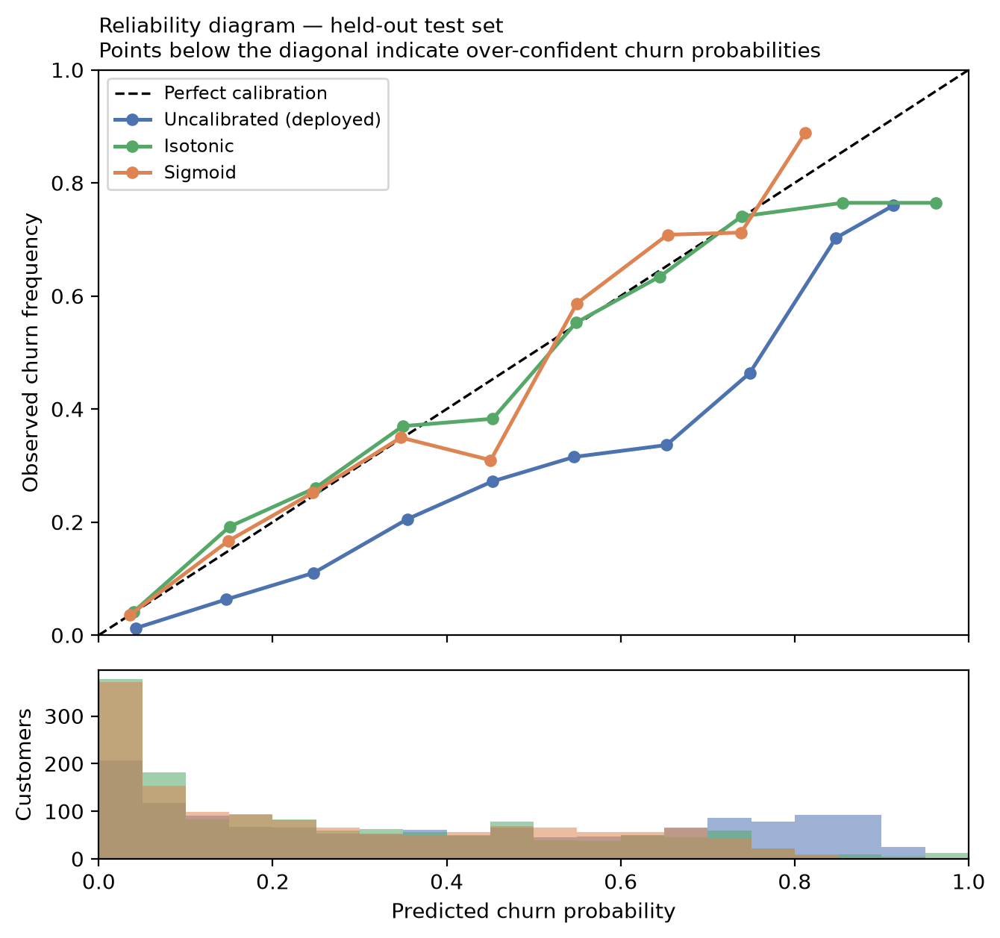 Reliability diagram — held-out test set
Points below the diagonal indicate over-confident churn probabilities
1.0
0.8
0.6
0.4
0.2
0.0
Observed churn frequency
Perfect calibration
Uncalibrated (deployed)
Isotonic
Sigmoid
300
200
100
0
Customers
0.0
0.2
0.4
0.6
0.8
1.0
Predicted churn probability